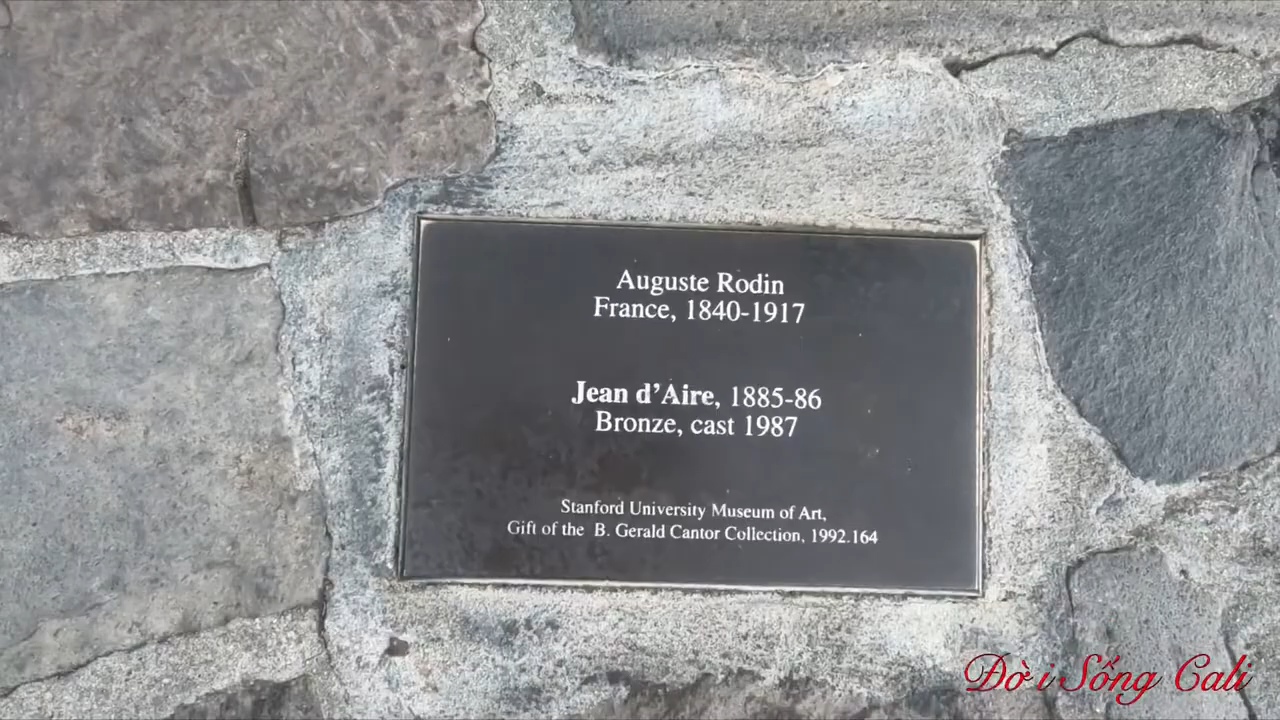 Auguste Rodin
France, 1840-1917
Jean d'Aire, 1885-86
Bronze, cast 1987
Stanford University Museum of Art,
Gift of the B. Gerald Cantor Collection, 1992.164
Đời Sống Cali